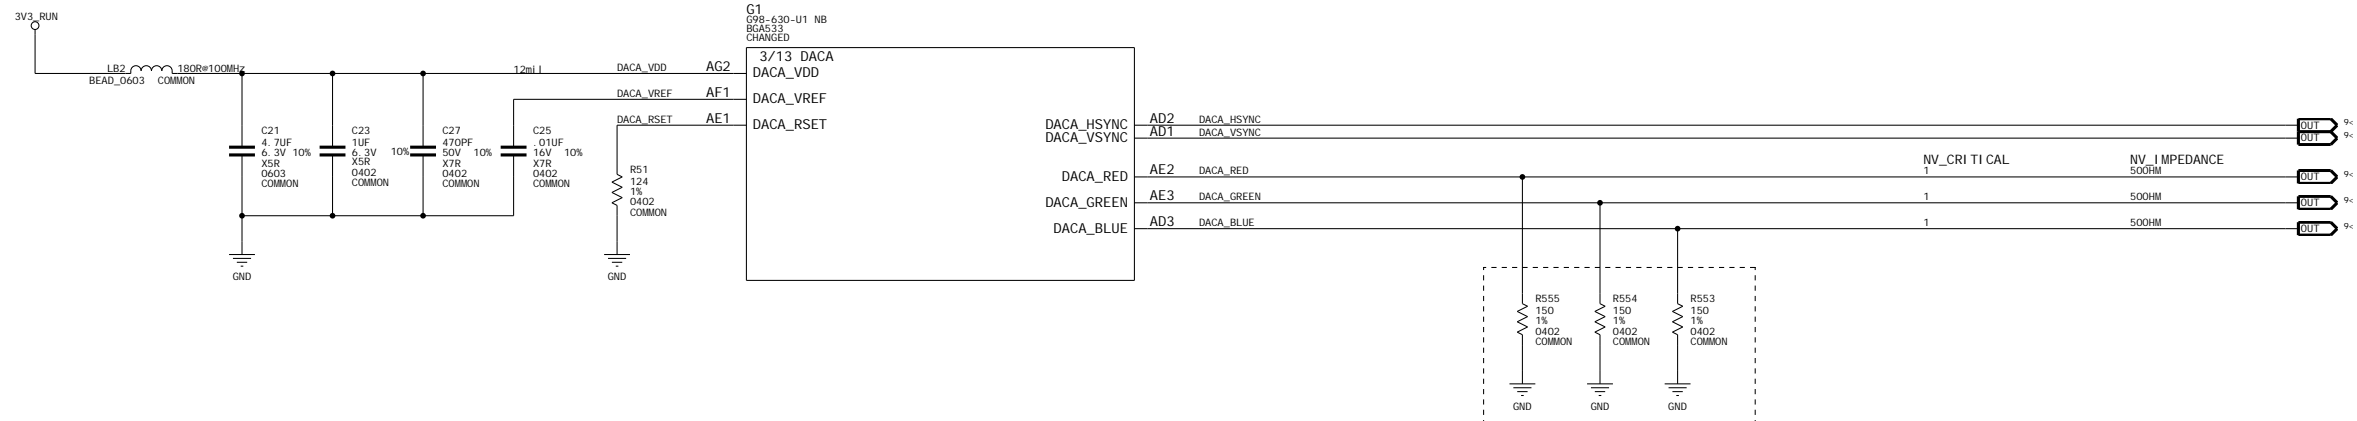 3V3_RUN
LB2
180R@100MHz
BEAD_0603
COMMON
12mil
DACA_VDD
AG2
DACA_VREF
AF1
DACA_RSET
AE1
C21
4.7UF
6.3V 10%
X5R
0603
COMMON
C23
1UF
6.3V 10%
X5R
0402
COMMON
C27
470PF
50V 10%
X7R
0402
COMMON
C25
.01UF
16V 10%
X7R
0402
COMMON
R51
124
1%
0402
COMMON
GND
GND
G1
G98-630-U1 NB
BGA533
CHANGED
3/13 DACA
DACA_VDD
DACA_VREF
DACA_RSET
DACA_HSYNC
DACA_VSYNC
DACA_RED
DACA_GREEN
DACA_BLUE
AD2 DACA_HSYNC
AD1 DACA_VSYNC
AE2 DACA_RED
AE3 DACA_GREEN
AD3 DACA_BLUE
NV_CRITICAL
NV_IMPEDANCE
1
50OHM
1
50OHM
1
50OHM
OUT 9<
OUT 9<
OUT 9<
OUT 9<
OUT 9<
R555
150
1%
0402
COMMON
R554
150
1%
0402
COMMON
R553
150
1%
0402
COMMON
GND
GND
GND